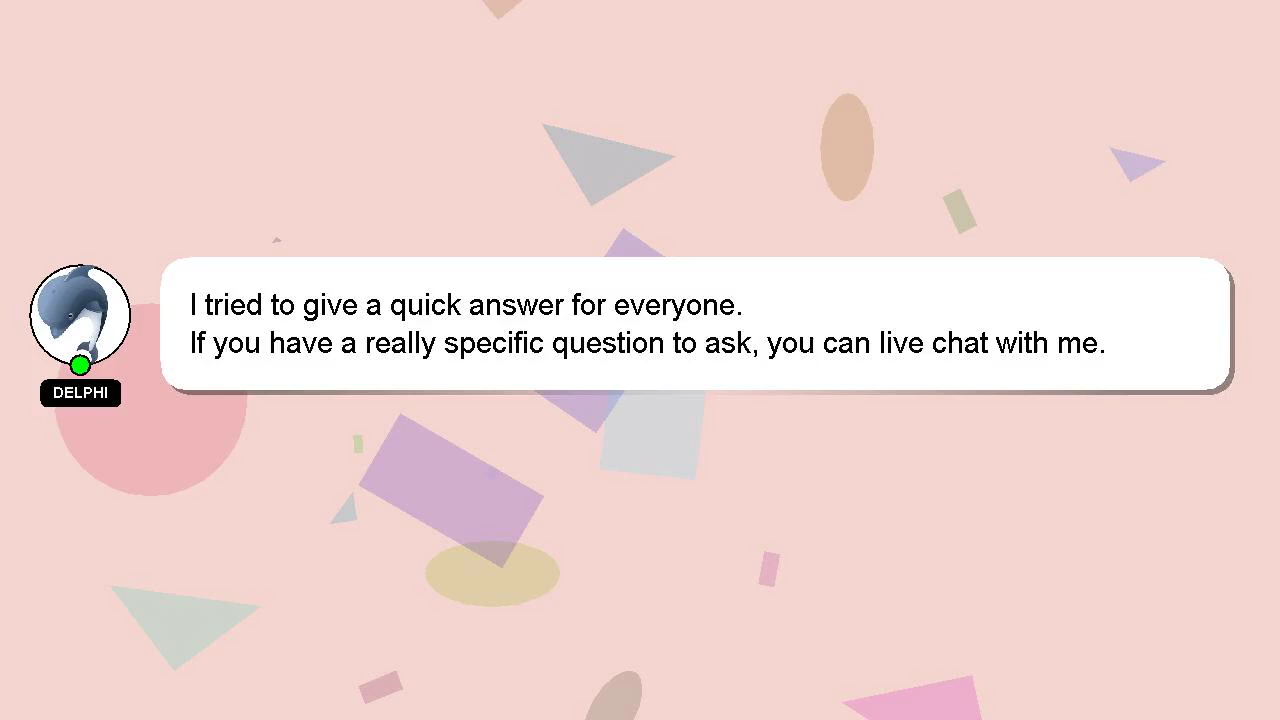 I tried to give a quick answer for everyone.
If you have a really specific question to ask, you can live chat with me.
DELPHI